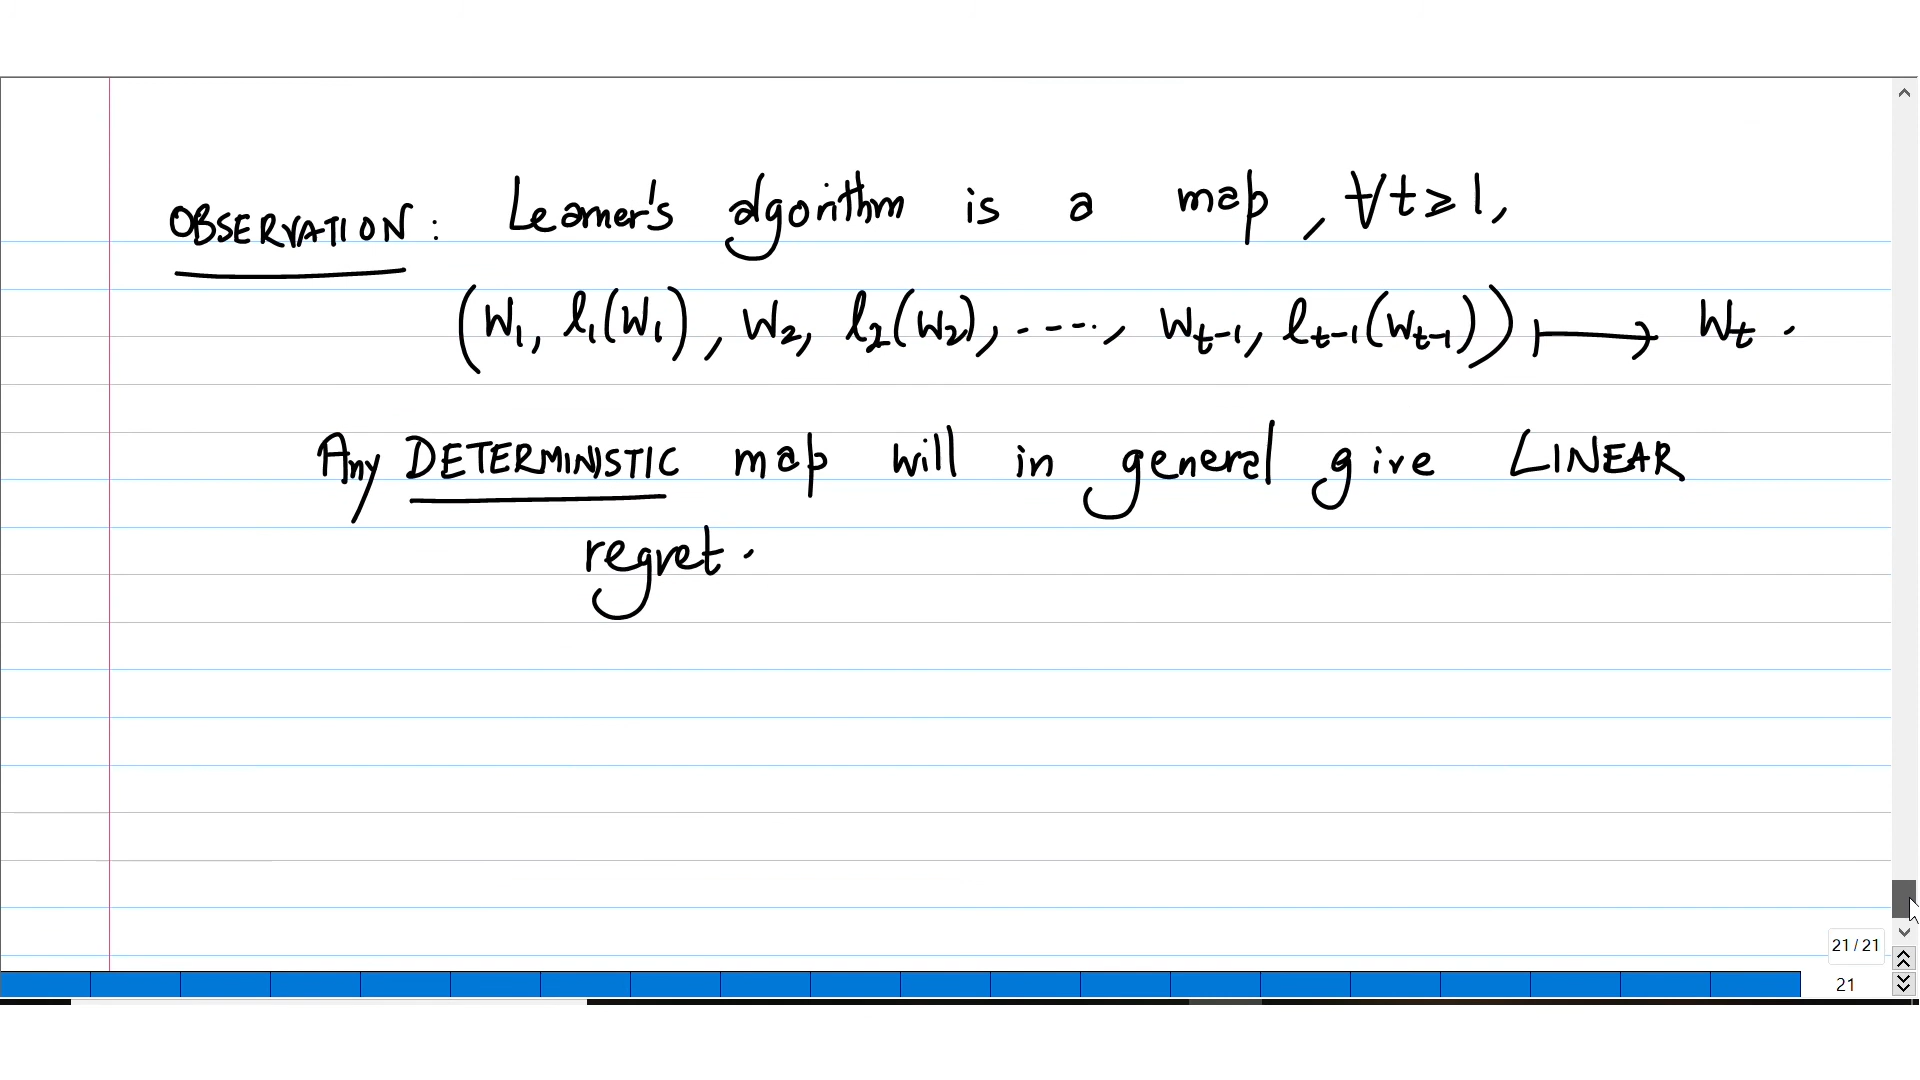 OBSERVATION: Learner's algorithm is a map, ∀t≥1,
(W₁, l₁(W₁), W₂, l₂(W₂), ....., Wₜ₋₁, lₜ₋₁(Wₜ₋₁)) ⟼ Wₜ.
Any DETERMINISTIC map will in general give LINEAR
regret.
21 / 21
21